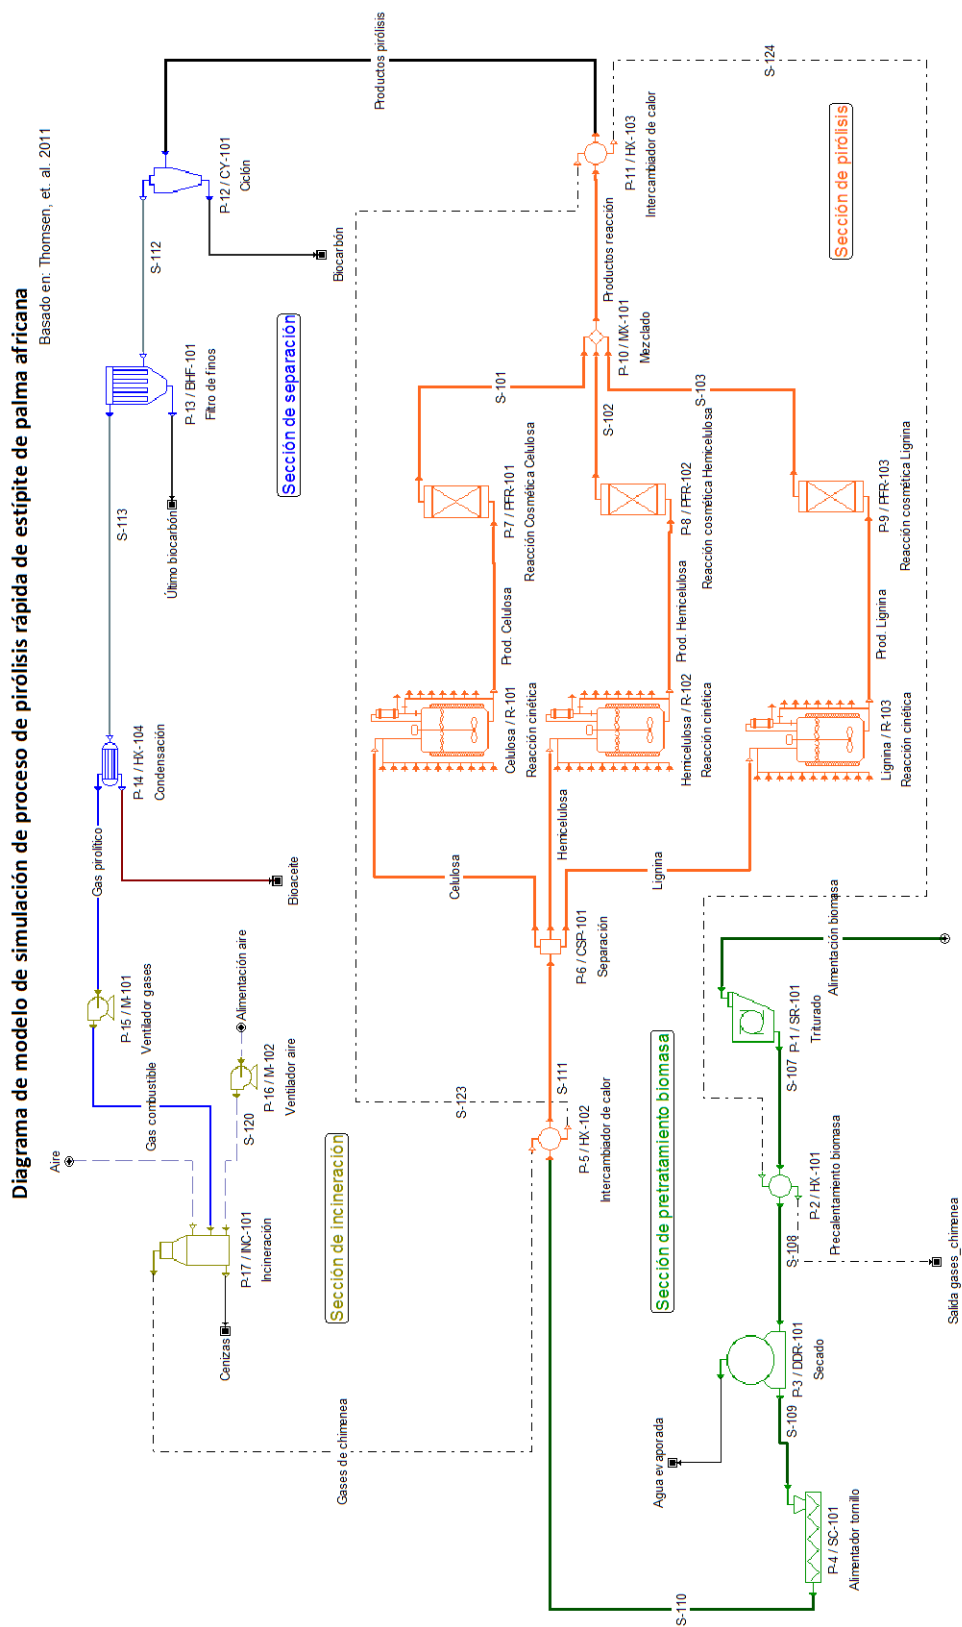 Diagrama de modelo de simulación de proceso de pirólisis rápida de estípite de palma africana
Basado en: Thomsen, et. al. 2011
Aire
Gas combustible
P-15 / M-101
Ventilador gases
Gas pirolítico
P-14 / HX-104
Condensación
S-113
P-13 / BHF-101
Filtro de finos
S-112
P-12 / CY-101
Ciclón
Productos pirólisis
P-17 / INC-101
Incineración
Cenizas
S-120
P-16 / M-102
Ventilador aire
Alimentación aire
Bioaceite
Último biocarbón
Biocarbón
Sección de incineración
Sección de separación
Gases de chimenea
S-123
P-5 / HX-102
Intercambiador de calor
S-111
P-6 / CSP-101
Separación
Celulosa
Hemicelulosa
Lignina
Celulosa / R-101
Reacción cinética
Prod. Celulosa
P-7 / PFR-101
Reacción Cosmética Celulosa
S-101
Hemicelulosa / R-102
Reacción cinética
Prod. Hemicelulosa
P-8 / PFR-102
Reacción cosmética Hemicelulosa
S-102
Lignina / R-103
Reacción cinética
Prod. Lignina
P-9 / PFR-103
Reacción cosmética Lignina
S-103
P-10 / MX-101
Mezclado
Productos reacción
P-11 / HX-103
Intercambiador de calor
S-124
Sección de pirólisis
Sección de pretratamiento biomasa
Alimentación biomasa
P-1 / SR-101
Triturado
S-107
P-2 / HX-101
Precalentamiento biomasa
S-108
Salida gases_chimenea
P-3 / DDR-101
Secado
Agua evaporada
S-109
P-4 / SC-101
Alimentador tornillo
S-110